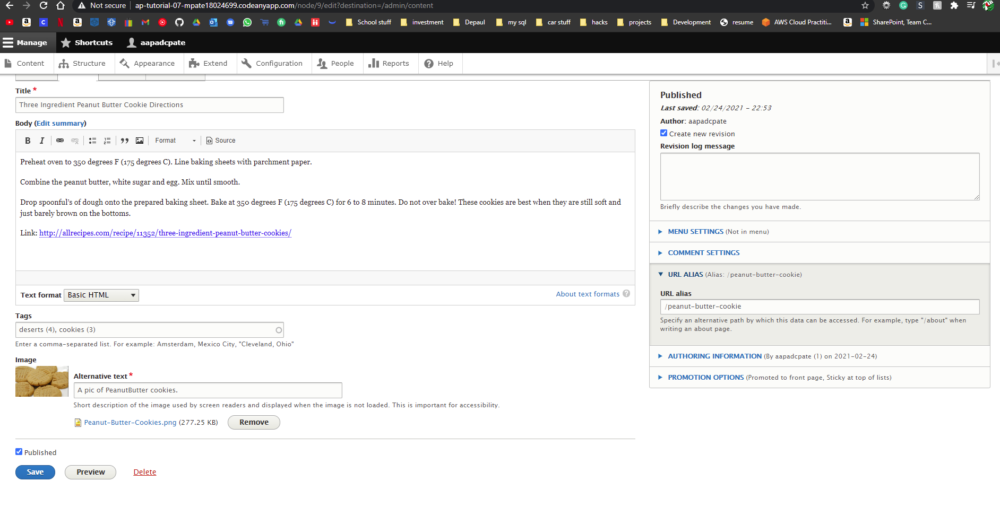 Not secure ap-tutorial-07-mpate18024699.codeanyapp.com/node/9/edit?destination=/admin/content
School stuff investment Depaul my sql car stuff hacks projects Development resume AWS Cloud Practiti... SharePoint, Team C...
Manage Shortcuts aapadcpate
Content Structure Appearance Extend Configuration People Reports Help
Title *
Three Ingredient Peanut Butter Cookie Directions
Body (Edit summary)
B I Format Source
Preheat oven to 350 degrees F (175 degrees C). Line baking sheets with parchment paper.
Combine the peanut butter, white sugar and egg. Mix until smooth.
Drop spoonful's of dough onto the prepared baking sheet. Bake at 350 degrees F (175 degrees C) for 6 to 8 minutes. Do not over bake! These cookies are best when they are still soft and
just barely brown on the bottoms.
Link: http://allrecipes.com/recipe/11352/three-ingredient-peanut-butter-cookies/
Text format Basic HTML
About text formats ?
Tags
deserts (4), cookies (3)
Enter a comma-separated list. For example: Amsterdam, Mexico City, "Cleveland, Ohio"
Image
Alternative text *
A pic of PeanutButter cookies.
Short description of the image used by screen readers and displayed when the image is not loaded. This is important for accessibility.
Peanut-Butter-Cookies.png (277.25 KB) Remove
Published
Save Preview Delete
Published
Last saved: 02/24/2021 - 22:53
Author: aapadcpate
Create new revision
Revision log message
Briefly describe the changes you have made.
MENU SETTINGS (Not in menu)
COMMENT SETTINGS
URL ALIAS (Alias: /peanut-butter-cookie)
URL alias
/peanut-butter-cookie
Specify an alternative path by which this data can be accessed. For example, type "/about" when
writing an about page.
AUTHORING INFORMATION (By aapadcpate (1) on 2021-02-24)
PROMOTION OPTIONS (Promoted to front page, Sticky at top of lists)